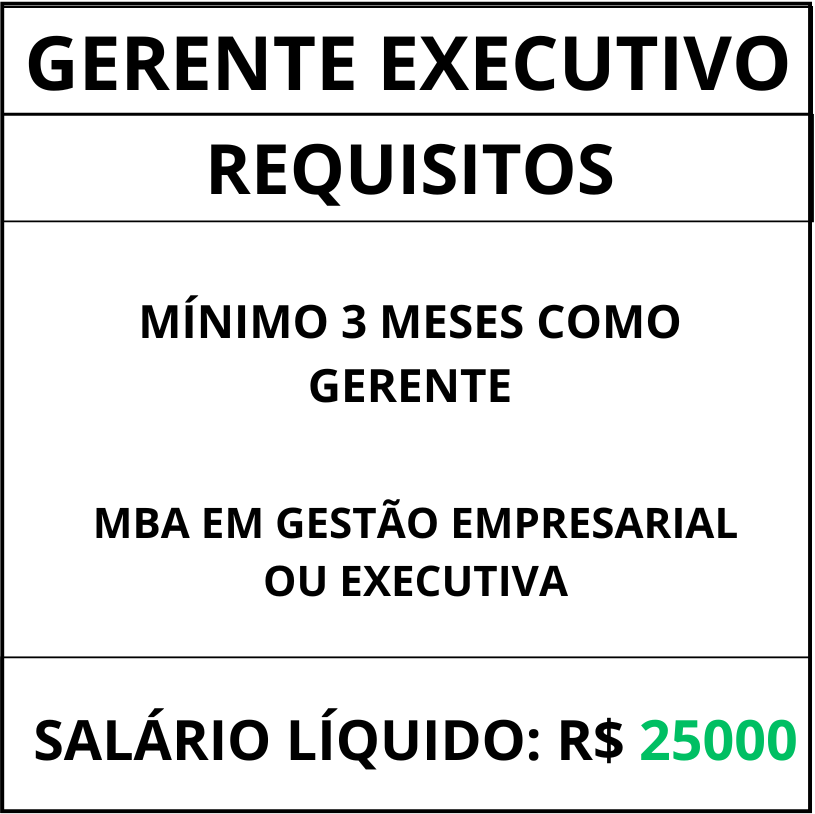 GERENTE EXECUTIVO
REQUISITOS
MÍNIMO 3 MESES COMO
GERENTE
MBA EM GESTÃO EMPRESARIAL
OU EXECUTIVA
SALÁRIO LÍQUIDO: R$ 25000